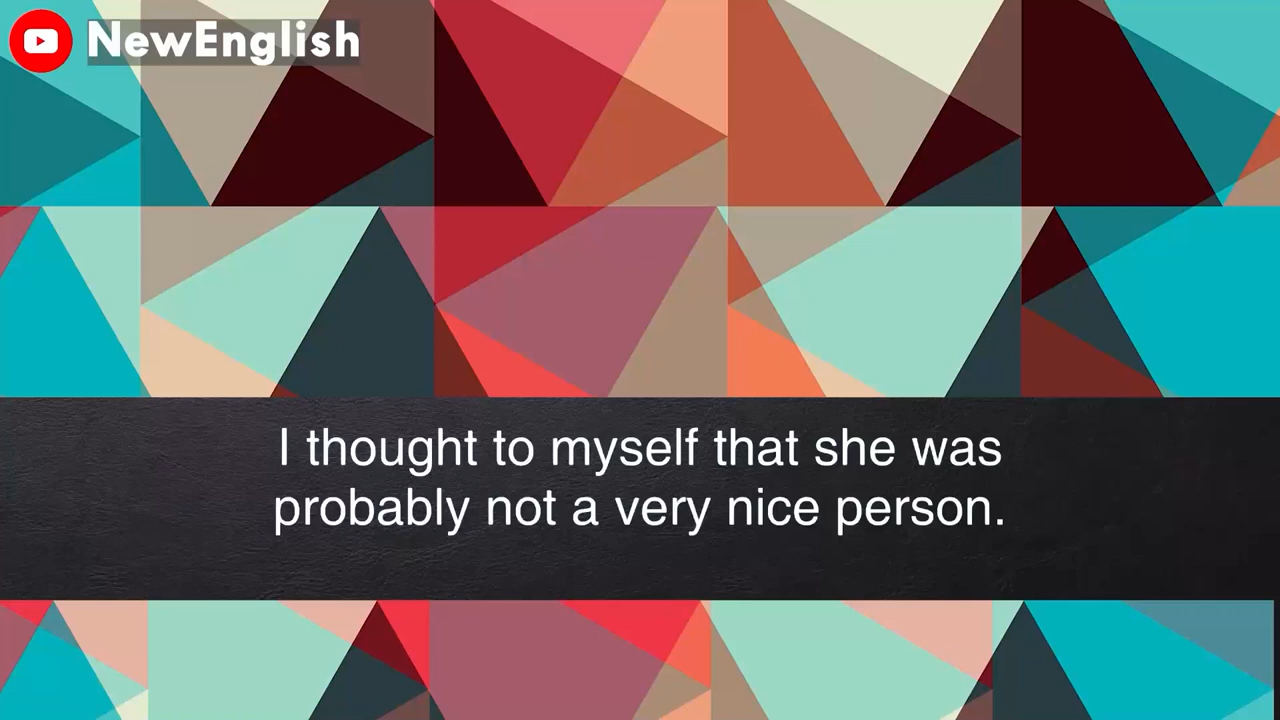 NewEnglish
I thought to myself that she was
probably not a very nice person.